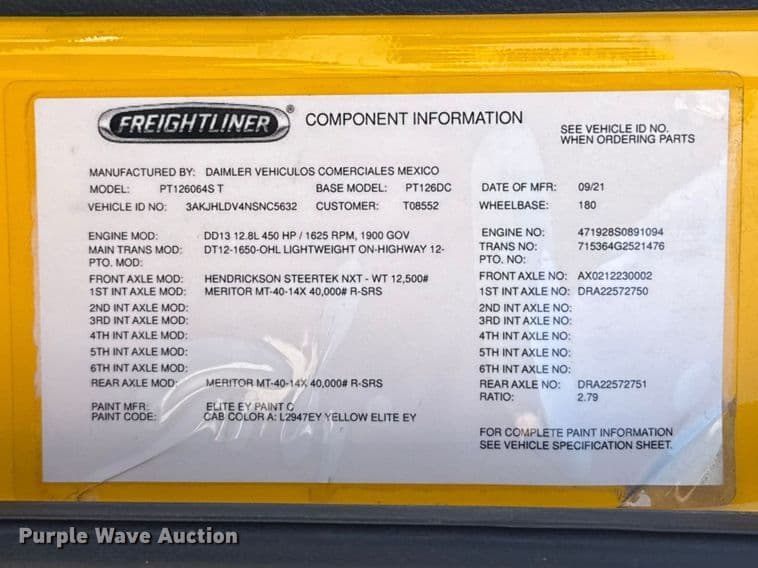 FREIGHTLINER ® COMPONENT INFORMATION
SEE VEHICLE ID NO.
WHEN ORDERING PARTS
MANUFACTURED BY: DAIMLER VEHICULOS COMERCIALES MEXICO
MODEL: PT126064S T BASE MODEL: PT126DC DATE OF MFR: 09/21
VEHICLE ID NO: 3AKJHLDV4NSNC5632 CUSTOMER: T08552 WHEELBASE: 180
ENGINE MOD: DD13 12.8L 450 HP / 1625 RPM, 1900 GOV ENGINE NO: 471928S0891094
MAIN TRANS MOD: DT12-1650-OHL LIGHTWEIGHT ON-HIGHWAY 12- TRANS NO: 715364G2521476
PTO. MOD: PTO. NO:
FRONT AXLE MOD: HENDRICKSON STEERTEK NXT - WT 12,500# FRONT AXLE NO: AX0212230002
1ST INT AXLE MOD: MERITOR MT-40-14X 40,000# R-SRS 1ST INT AXLE NO: DRA22572750
2ND INT AXLE MOD: 2ND INT AXLE NO:
3RD INT AXLE MOD: 3RD INT AXLE NO:
4TH INT AXLE MOD: 4TH INT AXLE NO:
5TH INT AXLE MOD: 5TH INT AXLE NO:
6TH INT AXLE MOD: 6TH INT AXLE NO:
REAR AXLE MOD: MERITOR MT-40-14X 40,000# R-SRS REAR AXLE NO: DRA22572751
RATIO: 2.79
PAINT MFR: ELITE EY PAINT O
PAINT CODE: CAB COLOR A: L2947EY YELLOW ELITE EY
FOR COMPLETE PAINT INFORMATION
SEE VEHICLE SPECIFICATION SHEET.
Purple Wave Auction